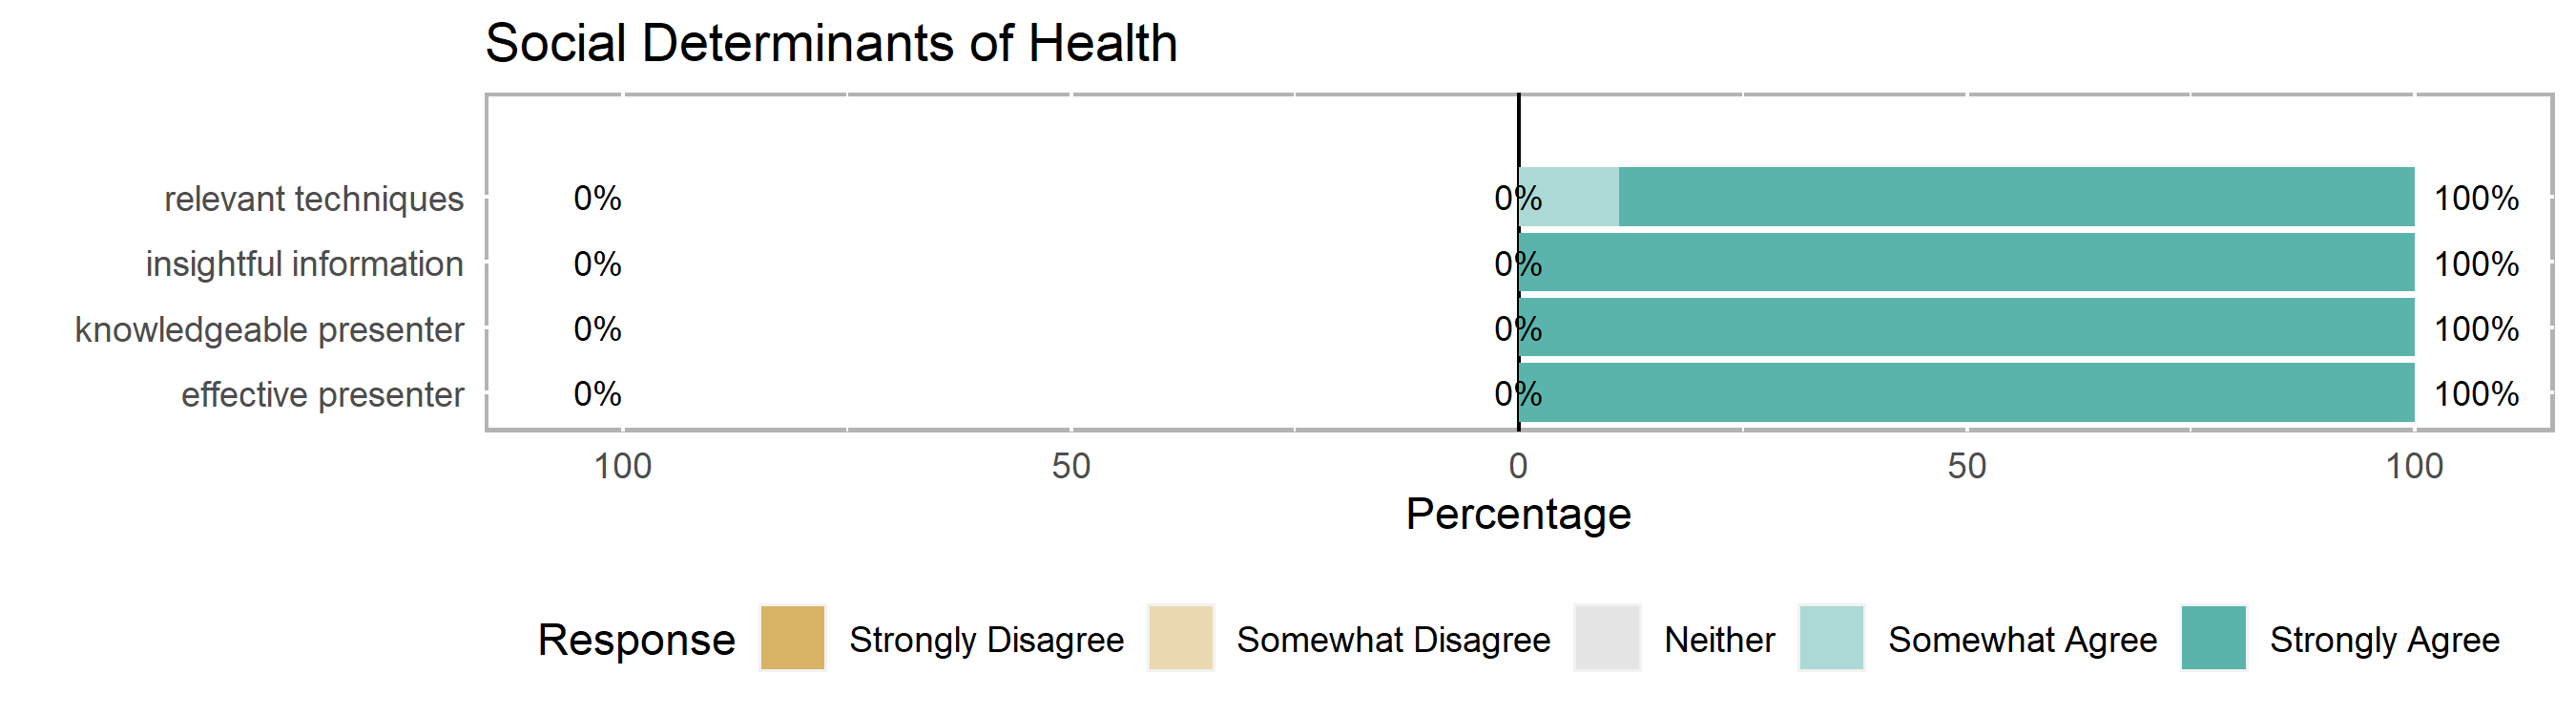 Social Determinants of Health
relevant techniques 0% 0% 100%
insightful information 0% 0% 100%
knowledgeable presenter 0% 0% 100%
effective presenter 0% 0% 100%
100 50 0 50 100
Percentage
Response Strongly Disagree Somewhat Disagree Neither Somewhat Agree Strongly Agree